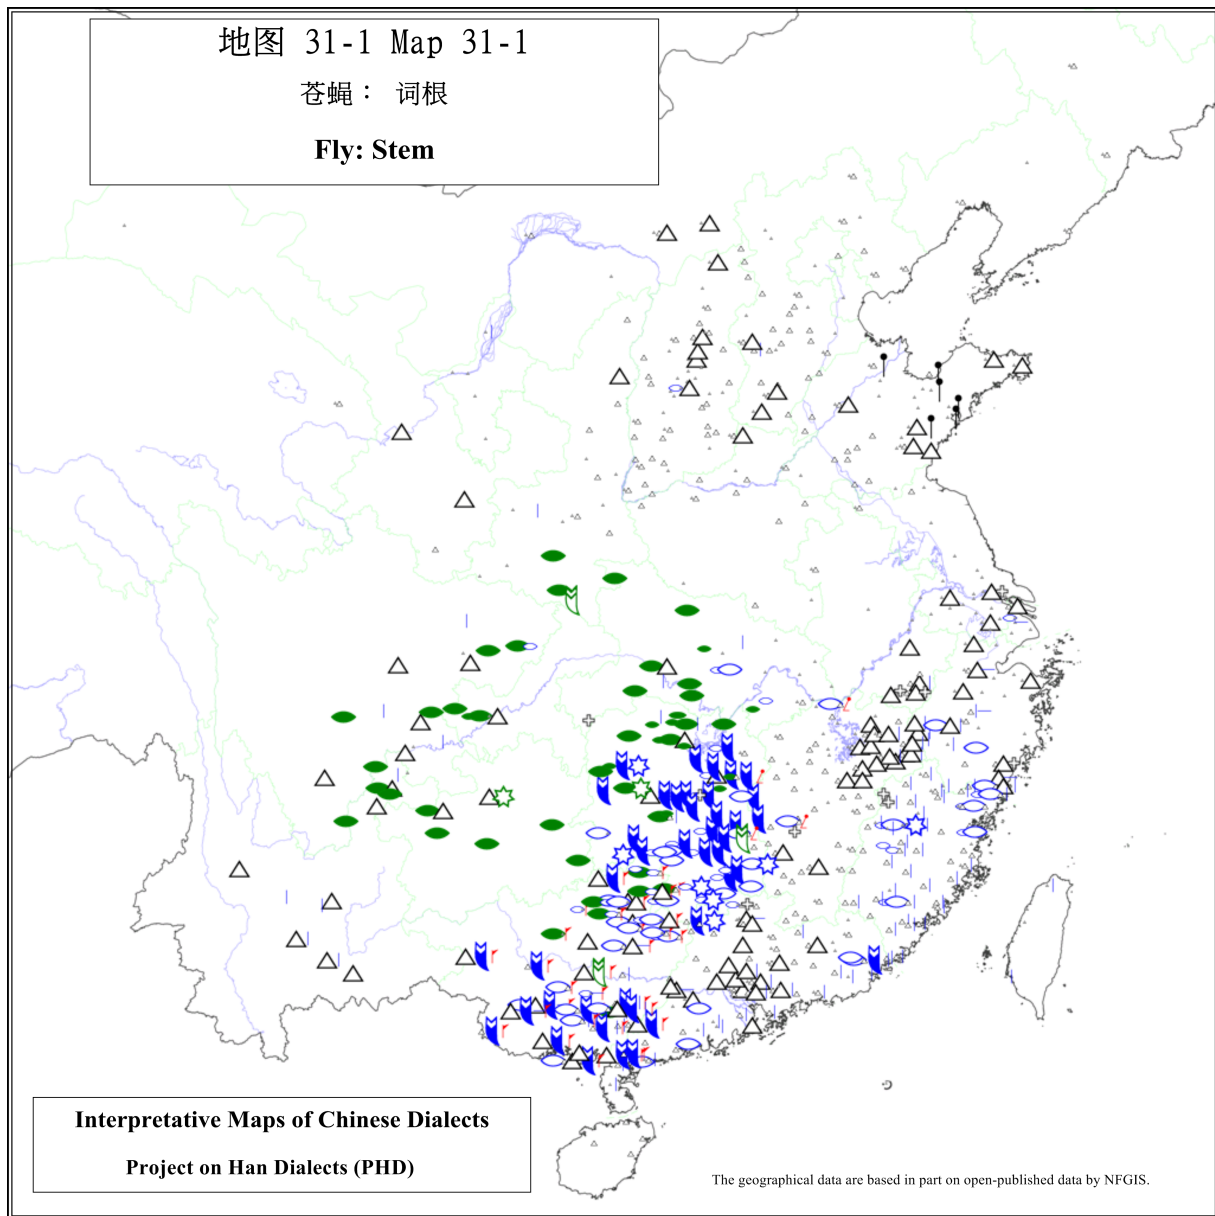 地图 31-1 Map 31-1
苍蝇： 词根
Fly: Stem
Interpretative Maps of Chinese Dialects
Project on Han Dialects (PHD)
The geographical data are based in part on open-published data by NFGIS.